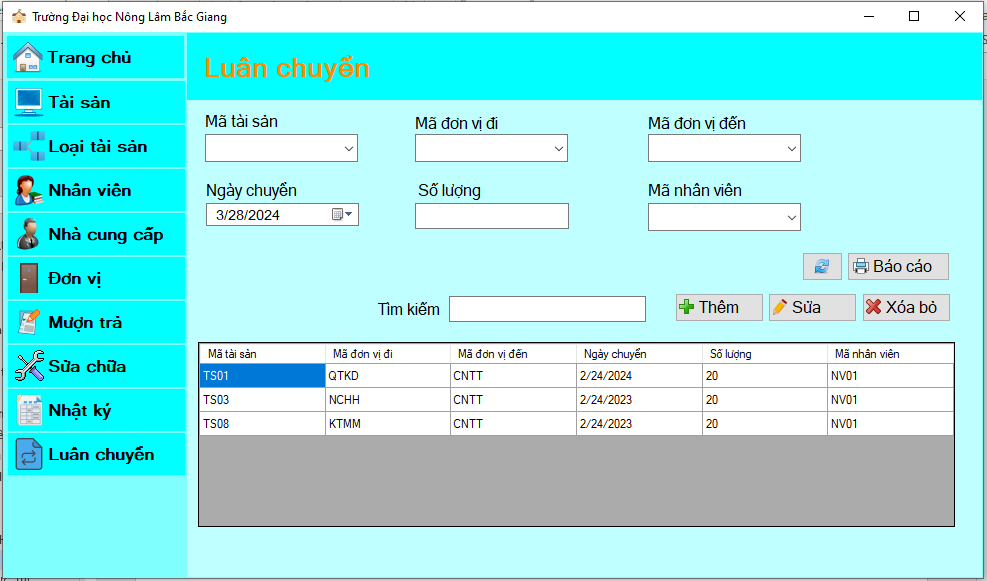 Trường Đại học Nông Lâm Bắc Giang
Trang chủ
Tài sản
Loại tài sản
Nhân viên
Nhà cung cấp
Đơn vị
Mượn trả
Sửa chữa
Nhật ký
Luân chuyển
Luân chuyển
Mã tài sản Mã đơn vị đi Mã đơn vị đến
Ngày chuyển Số lượng Mã nhân viên
3/28/2024
Báo cáo
Tìm kiếm Thêm Sửa Xóa bỏ
Mã tài sản Mã đơn vị đi Mã đơn vị đến Ngày chuyển Số lượng Mã nhân viên
TS01 QTKD CNTT 2/24/2024 20 NV01
TS03 NCHH CNTT 2/24/2023 20 NV01
TS08 KTMM CNTT 2/24/2023 20 NV01